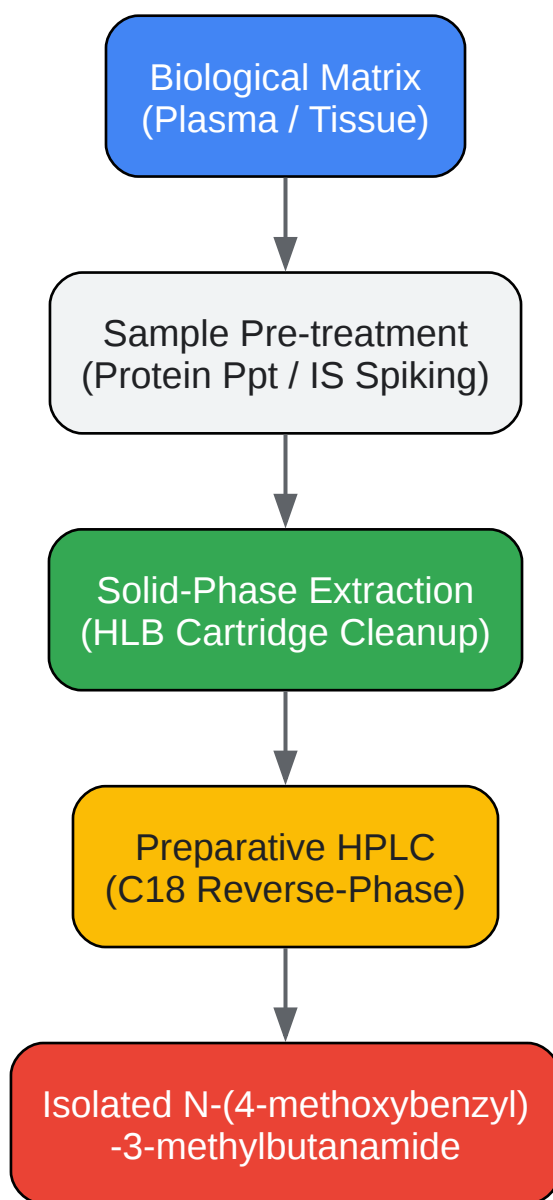 Biological Matrix
(Plasma / Tissue)
Sample Pre-treatment
(Protein Ppt / IS Spiking)
Solid-Phase Extraction
(HLB Cartridge Cleanup)
Preparative HPLC
(C18 Reverse-Phase)
Isolated N-(4-methoxybenzyl)
-3-methylbutanamide